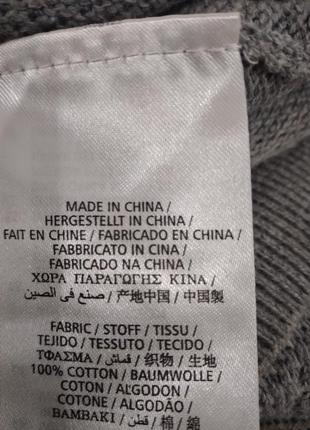 MADE IN CHINA /
HERGESTELLT IN CHINA /
FAIT EN CHINE / FABRICADO EN CHINA /
FABBRICATO IN CINA /
FABRICADO NA CHINA /
ΧΩΡΑ ΠΑΡΑΓΩΓΗΣ ΚΙΝΑ /
صنع في الصين / 产地中国 / 中国製
FABRIC / STOFF / TISSU /
TEJIDO / TESSUTO / TECIDO /
ΥΦΑΣΜΑ / قماش / 织物 / 生地
100% COTTON / BAUMWOLLE /
COTON / ALGODON /
COTONE / ALGODÃO /
ΒΑΜΒΑΚΙ / قطن / 棉 / 綿